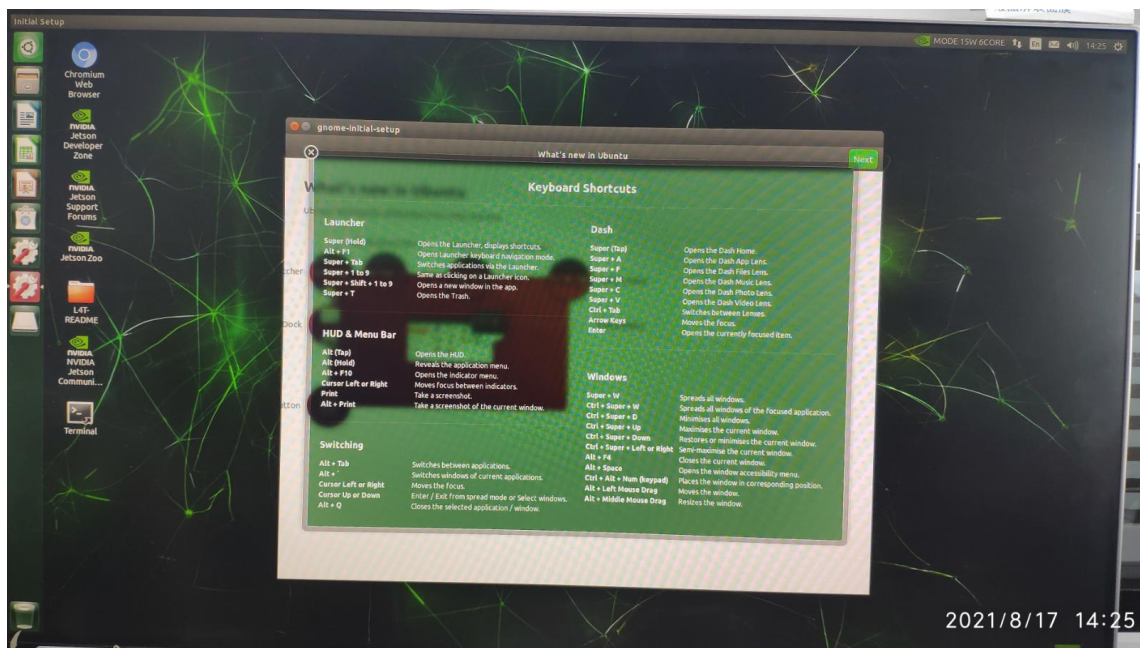 Initial Setup
MODE 15W 6CORE En 14:25
Chromium
Web
Browser
NVIDIA
Jetson
Developer
Zone
NVIDIA
Jetson
Support
Forums
NVIDIA
Jetson Zoo
L4T-
README
NVIDIA
NVIDIA
Jetson
Communi...
Terminal
gnome-initial-setup
What's new in Ubuntu
Next
What's new in Ubuntu
Keyboard Shortcuts
Launcher
Super (Hold) Opens the Launcher, displays shortcuts.
Alt + F1 Opens Launcher keyboard navigation mode.
Super + Tab Switches applications via the Launcher.
Super + 1 to 9 Same as clicking on a Launcher icon.
Super + Shift + 1 to 9 Opens a new window in the app.
Super + T Opens the Trash.
HUD & Menu Bar
Alt (Tap) Opens the HUD.
Alt (Hold) Reveals the application menu.
Alt + F10 Opens the indicator menu.
Cursor Left or Right Moves focus between indicators.
Print Take a screenshot.
Alt + Print Take a screenshot of the current window.
Switching
Alt + Tab Switches between applications.
Alt + ` Switches windows of current applications.
Cursor Left or Right Moves the focus.
Cursor Up or Down Enter / Exit from spread mode or Select windows.
Alt + Q Closes the selected application / window.
Dash
Super (Tap) Opens the Dash Home.
Super + A Opens the Dash App Lens.
Super + F Opens the Dash Files Lens.
Super + M Opens the Dash Music Lens.
Super + C Opens the Dash Photo Lens.
Super + V Opens the Dash Video Lens.
Ctrl + Tab Switches between Lenses.
Arrow Keys Moves the focus.
Enter Opens the currently focused item.
Windows
Super + W Spreads all windows.
Ctrl + Super + W Spreads all windows of the focused application.
Ctrl + Super + D Minimises all windows.
Ctrl + Super + Up Maximises the current window.
Ctrl + Super + Down Restores or minimises the current window.
Ctrl + Super + Left or Right Semi-maximise the current window.
Alt + F4 Closes the current window.
Alt + Space Opens the window accessibility menu.
Ctrl + Alt + Num (keypad) Places the window in corresponding position.
Alt + Left Mouse Drag Moves the window.
Alt + Middle Mouse Drag Resizes the window.
cher
Dock
utton
2021/8/17 14:25